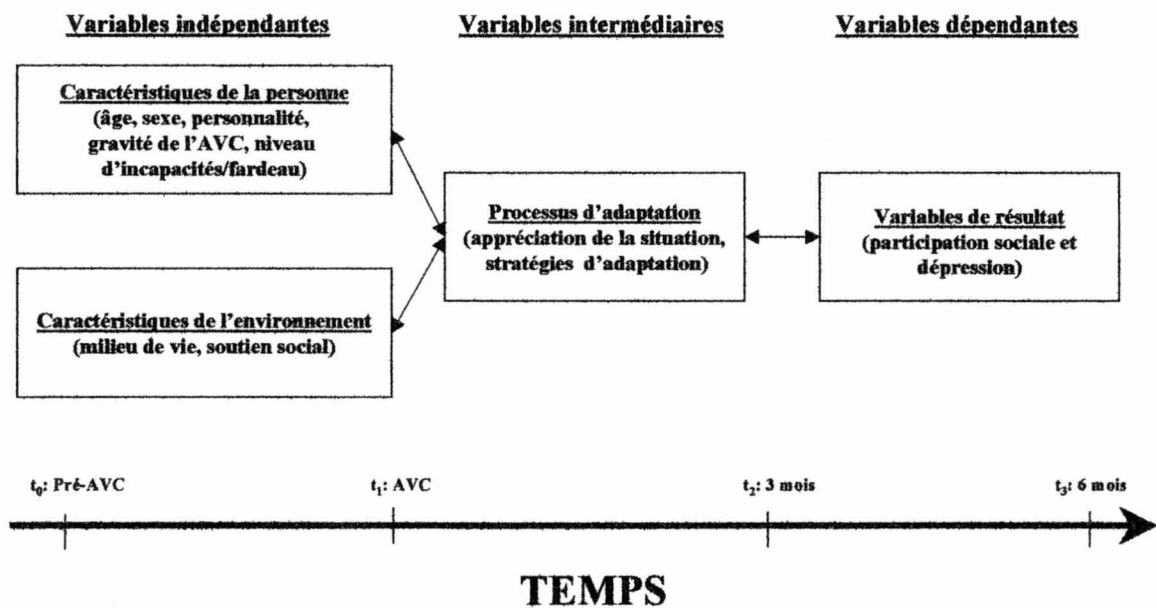 Variables indépendantes
Variables intermédiaires
Variables dépendantes
Caractéristiques de la personne
(âge, sexe, personnalité,
gravité de l'AVC, niveau
d'incapacités/fardeau)
Caractéristiques de l'environnement
(milieu de vie, soutien social)
Processus d'adaptation
(appréciation de la situation,
stratégies d'adaptation)
Variables de résultat
(participation sociale et
dépression)
t₀: Pré-AVC
t₁: AVC
t₂: 3 mois
t₃: 6 mois
TEMPS